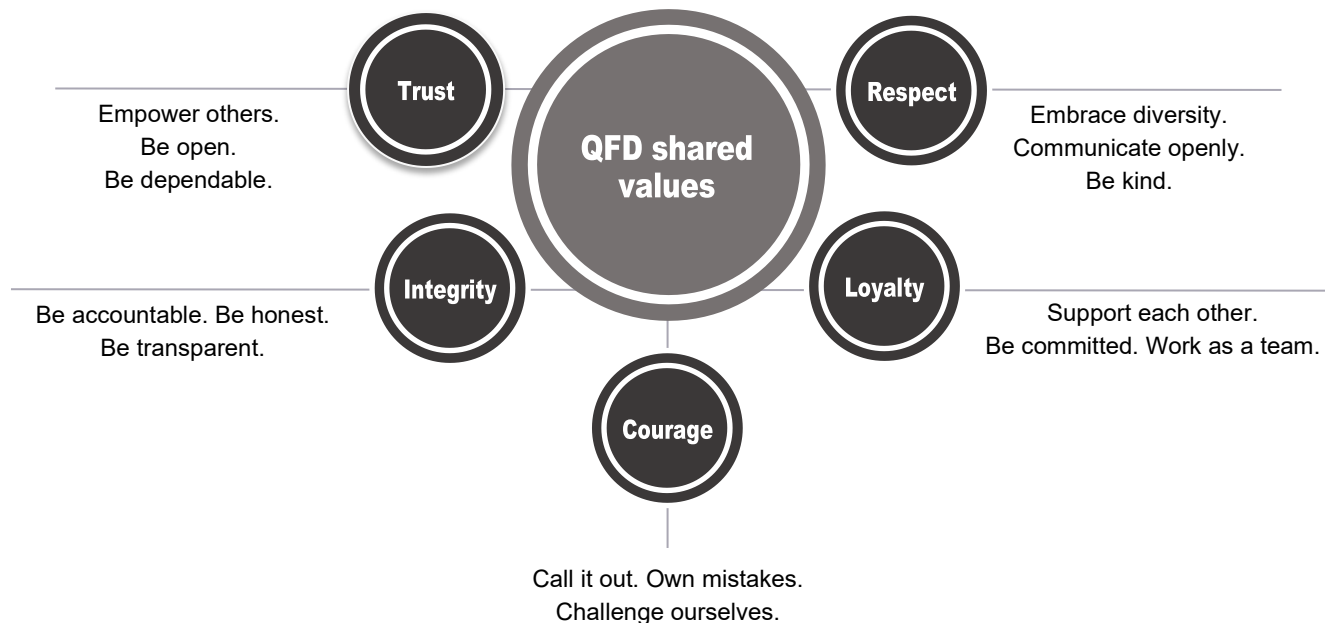 QFD shared
values
Trust
Empower others.
Be open.
Be dependable.
Respect
Embrace diversity.
Communicate openly.
Be kind.
Integrity
Be accountable. Be honest.
Be transparent.
Loyalty
Support each other.
Be committed. Work as a team.
Courage
Call it out. Own mistakes.
Challenge ourselves.